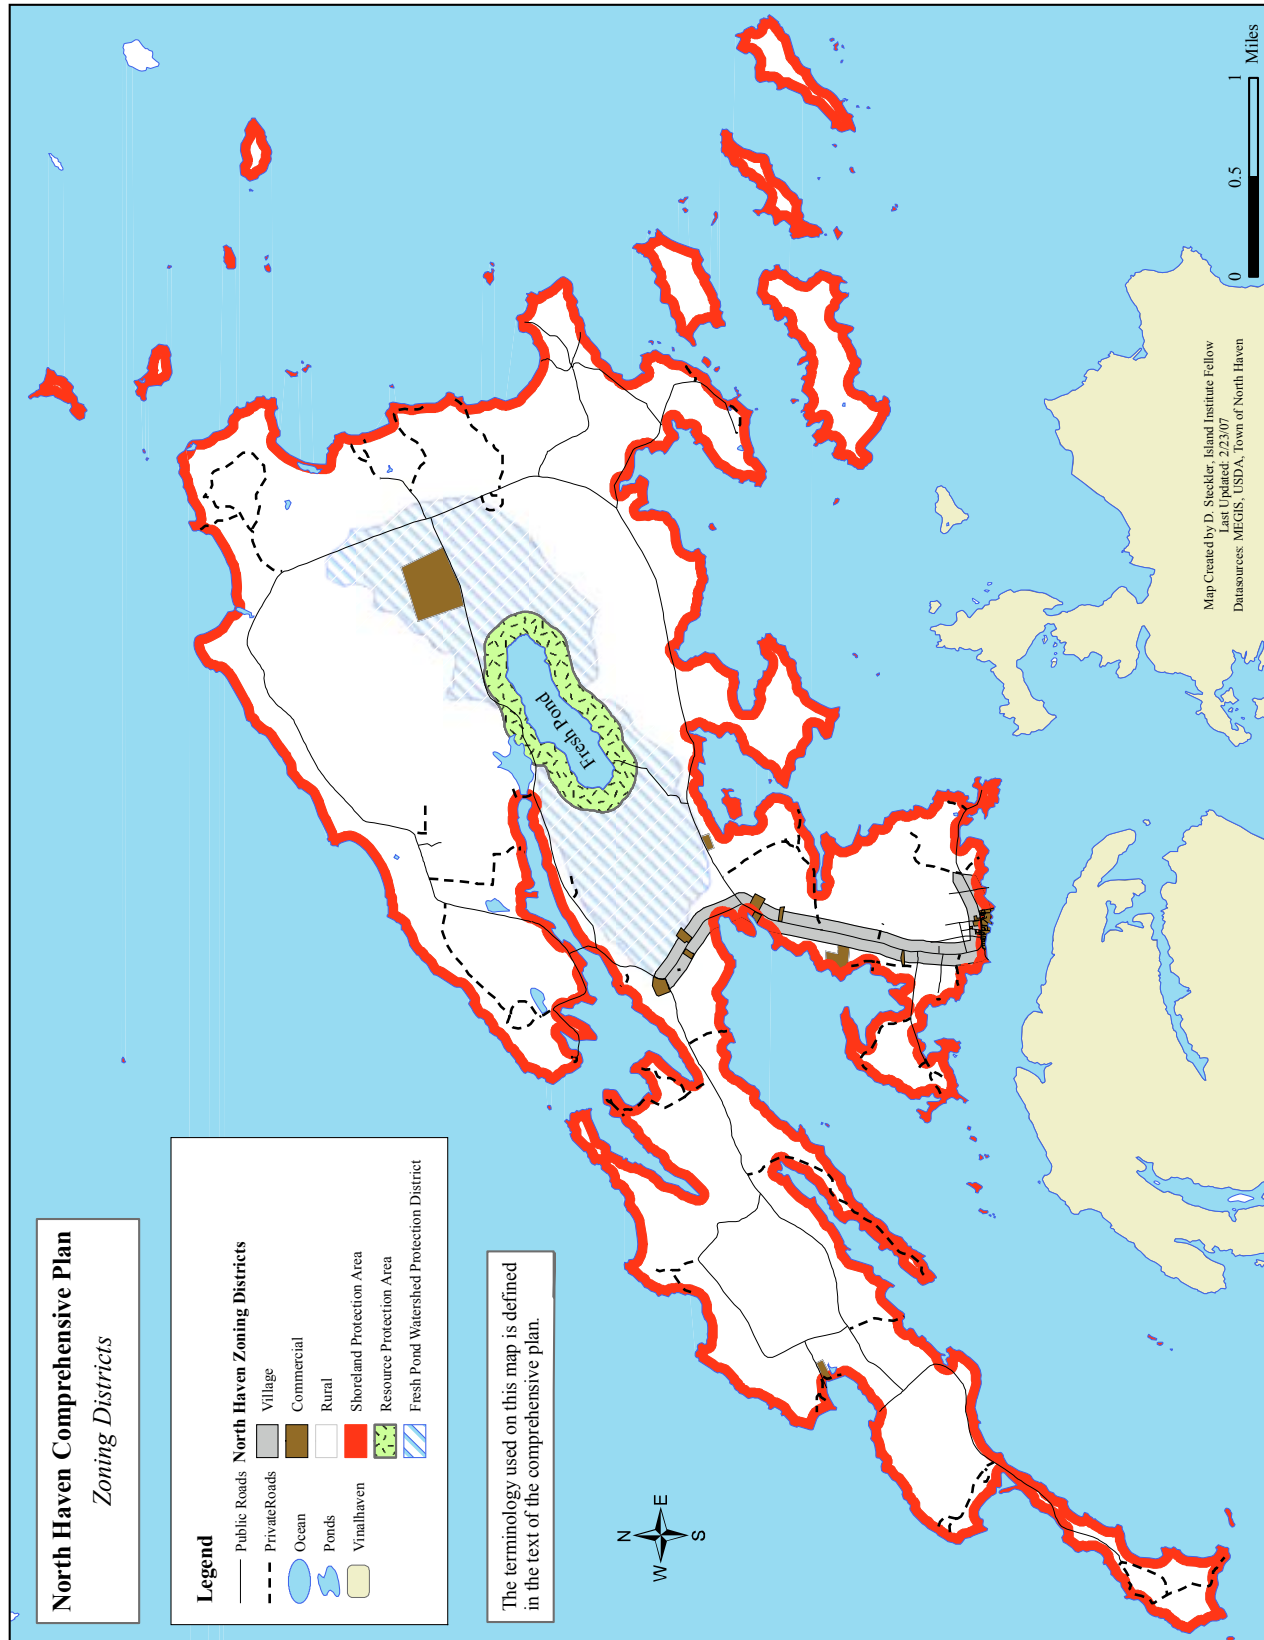 North Haven Comprehensive Plan
Zoning Districts
Legend
Public Roads
PrivateRoads
Ocean
Ponds
Vinalhaven
North Haven Zoning Districts
Village
Commercial
Rural
Shoreland Protection Area
Resource Protection Area
Fresh Pond Watershed Protection District
The terminology used on this map is defined
in the text of the comprehensive plan.
N
W
E
S
Fresh Pond
Map Created by D. Steckler, Island Institute Fellow
Last Updated: 2/23/07
Datasources: MEGIS, USDA, Town of North Haven
0 0.5 1
Miles